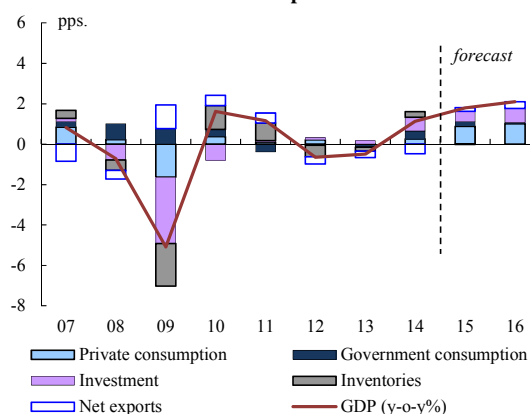 pps.
forecast
6
4
2
0
-2
-4
-6
-8
07 08 09 10 11 12 13 14 15 16
Private consumption Government consumption
Investment Inventories
Net exports GDP (y-o-y%)